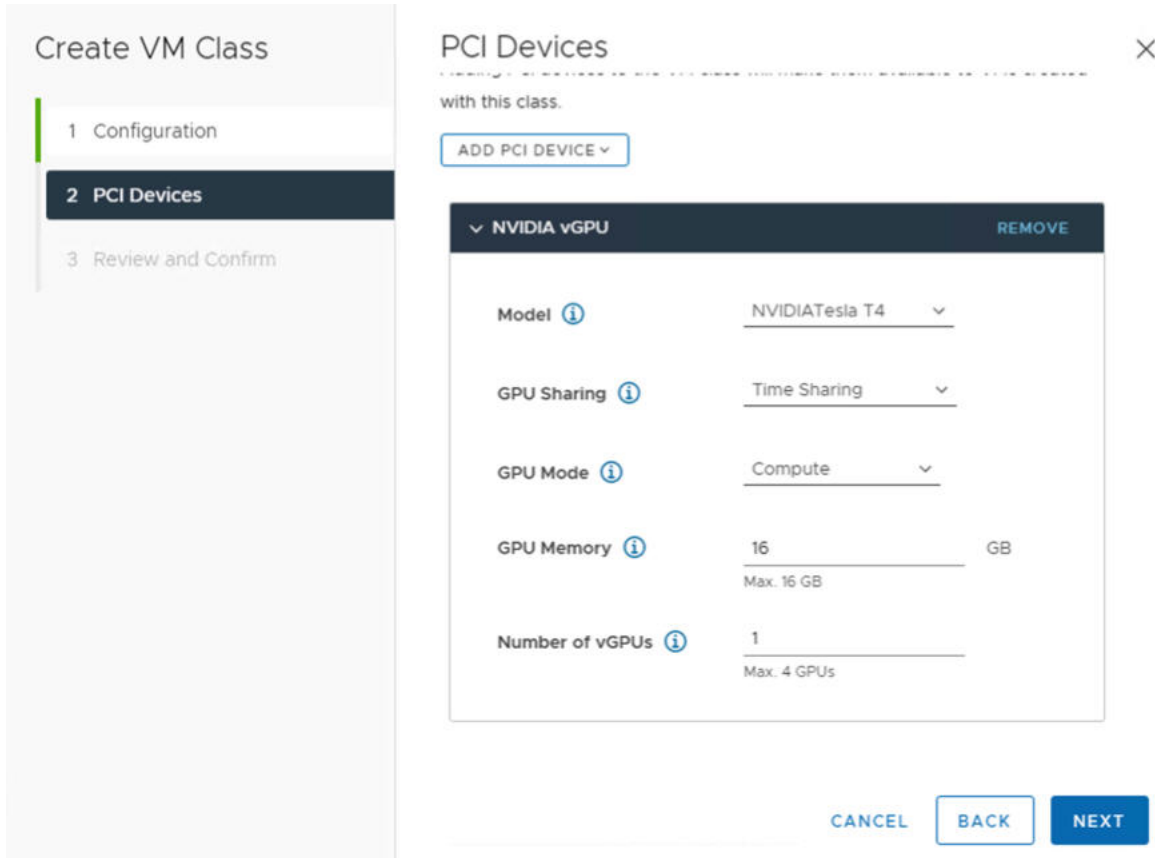 Create VM Class
1 Configuration
2 PCI Devices
3 Review and Confirm
PCI Devices
with this class.
ADD PCI DEVICE
NVIDIA vGPU REMOVE
Model NVIDIATesla T4
GPU Sharing Time Sharing
GPU Mode Compute
GPU Memory 16 GB
Max. 16 GB
Number of vGPUs 1
Max. 4 GPUs
CANCEL BACK NEXT